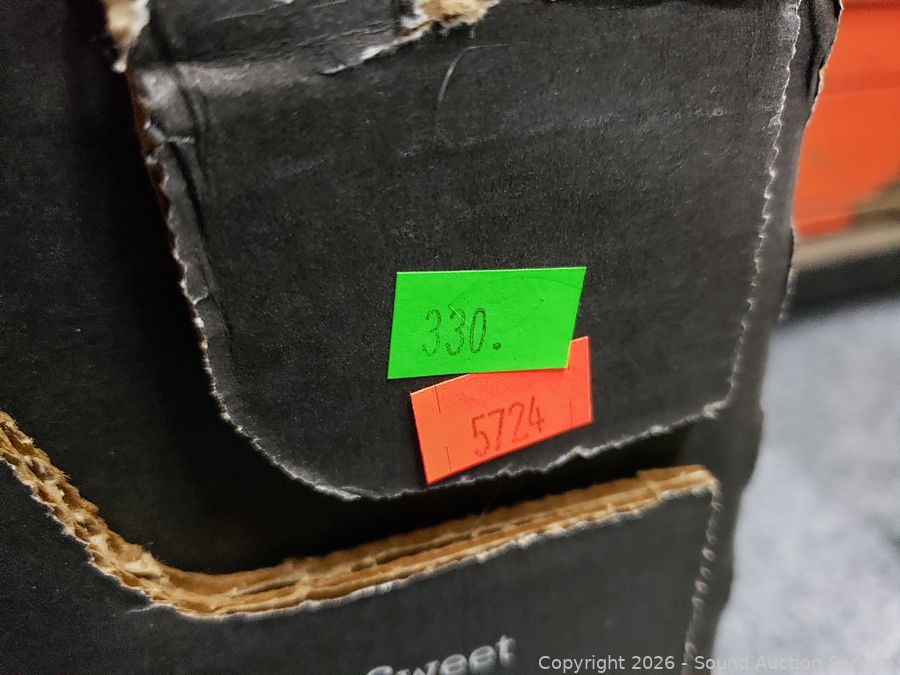 330.
5724
Sweet
Copyright 2026 - Sound Auction Service